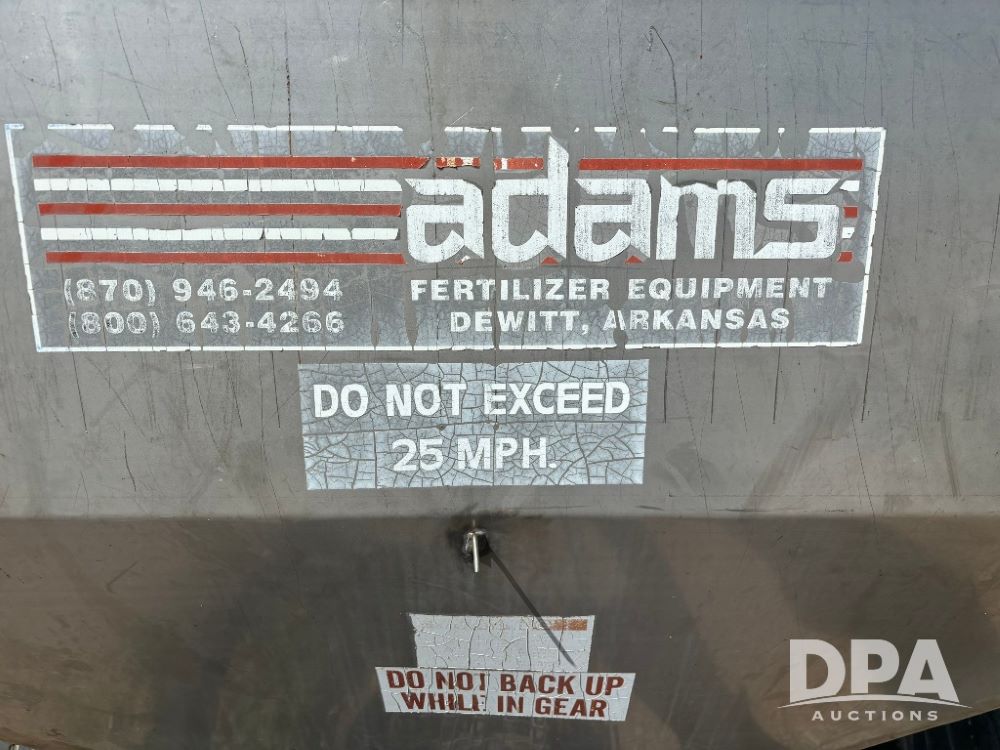 adams
(870) 946-2494 FERTILIZER EQUIPMENT
(800) 643-4266 DEWITT, ARKANSAS
DO NOT EXCEED
25 MPH.
DO NOT BACK UP
WHILE IN GEAR
DPA
AUCTIONS